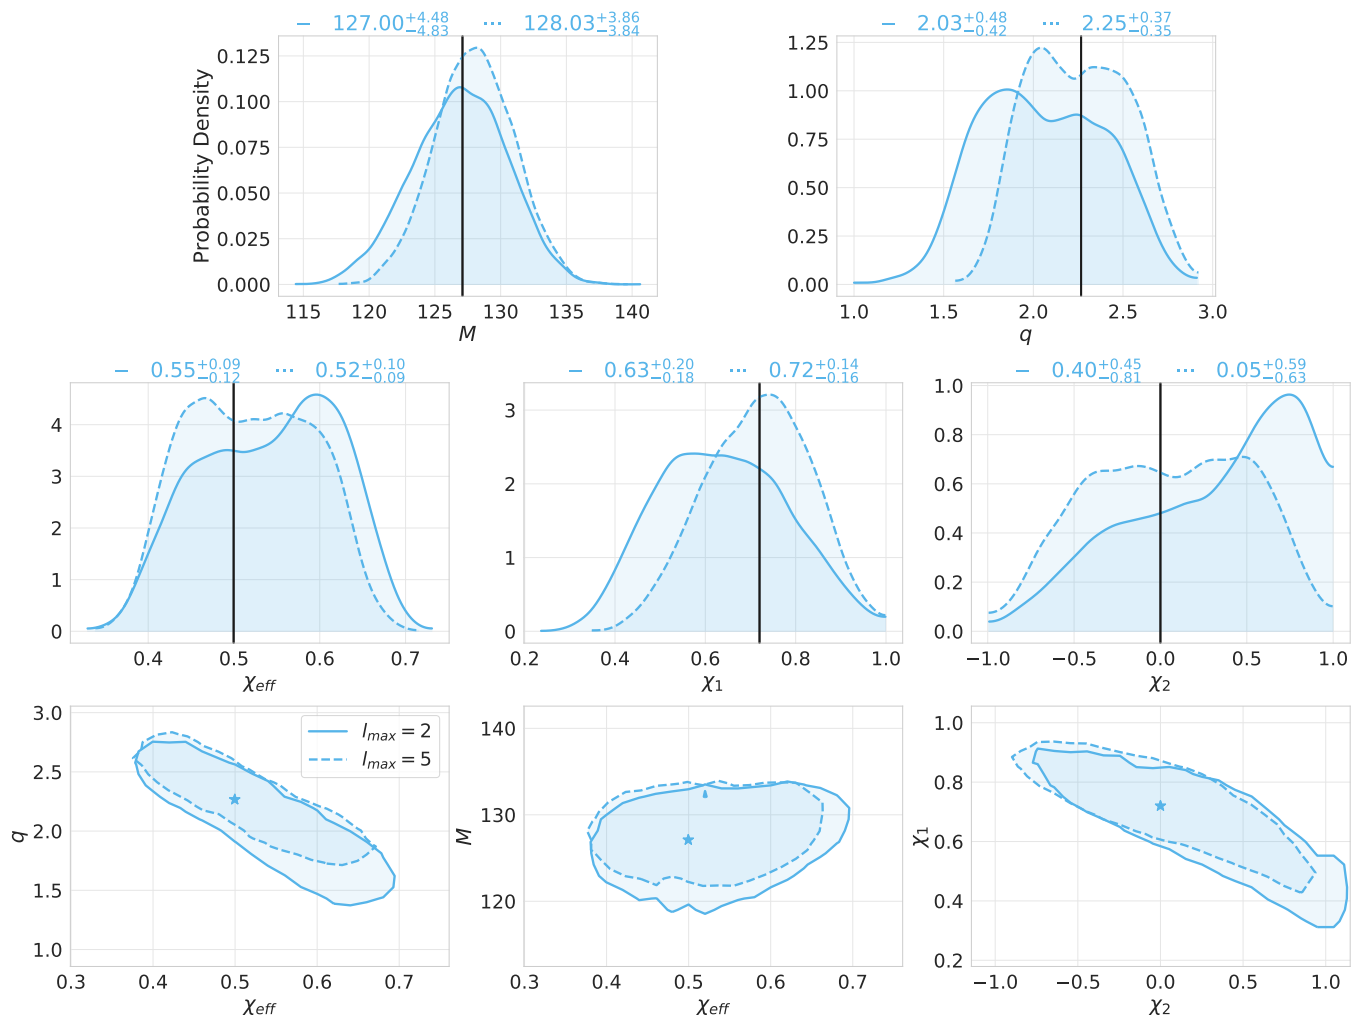 — 127.00+4.48−4.83 ··· 128.03+3.86−3.84
— 2.03+0.48−0.42 ··· 2.25+0.37−0.35
Probability Density
0.125
0.100
0.075
0.050
0.025
0.000
115 120 125 130 135 140
M
1.25
1.00
0.75
0.50
0.25
0.00
1.0 1.5 2.0 2.5 3.0
q
— 0.55+0.09−0.12 ··· 0.52+0.10−0.09
— 0.63+0.20−0.18 ··· 0.72+0.14−0.16
— 0.40+0.45−0.81 ··· 0.05+0.59−0.63
4
3
2
1
0
0.4 0.5 0.6 0.7
χeff
3
2
1
0
0.2 0.4 0.6 0.8 1.0
χ1
1.0
0.8
0.6
0.4
0.2
0.0
−1.0 −0.5 0.0 0.5 1.0
χ2
q
3.0
2.5
2.0
1.5
1.0
lmax = 2
lmax = 5
0.3 0.4 0.5 0.6 0.7
χeff
M
140
130
120
0.3 0.4 0.5 0.6 0.7
χeff
χ1
1.0
0.8
0.6
0.4
0.2
−1.0 −0.5 0.0 0.5 1.0
χ2